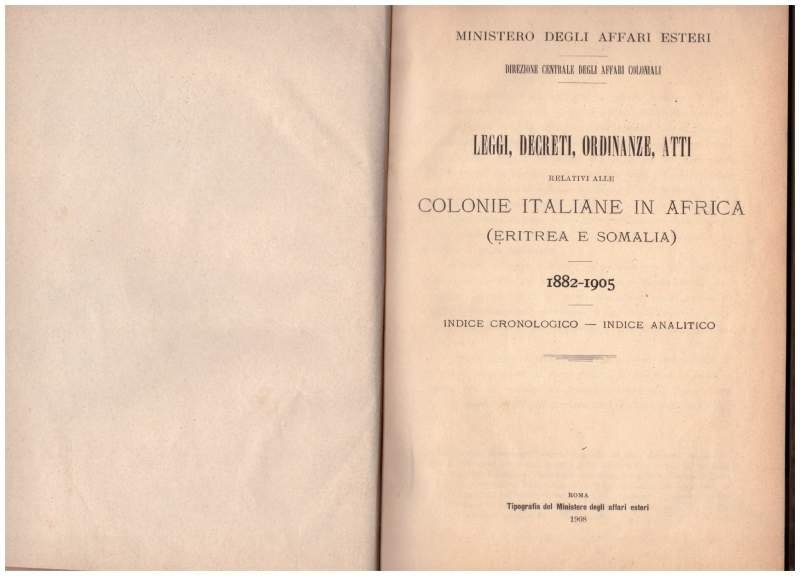 MINISTERO DEGLI AFFARI ESTERI
DIREZIONE CENTRALE DEGLI AFFARI COLONIALI
LEGGI, DECRETI, ORDINANZE, ATTI
RELATIVI ALLE
COLONIE ITALIANE IN AFRICA
(ERITREA E SOMALIA)
1882-1905
INDICE CRONOLOGICO — INDICE ANALITICO
ROMA
Tipografia del Ministero degli affari esteri
1908